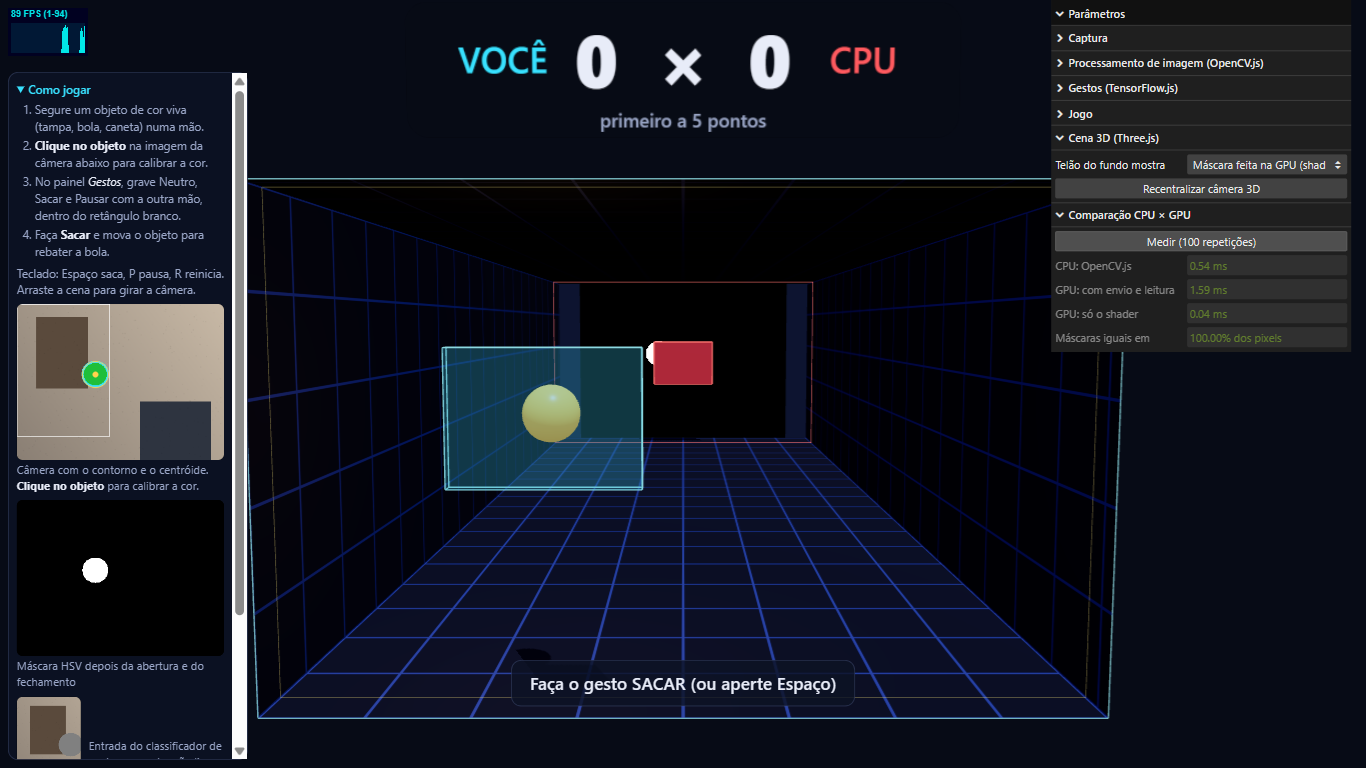 89 FPS (1-94)
VOCÊ 0 × 0 CPU
primeiro a 5 pontos
Como jogar
1. Segure um objeto de cor viva
(tampa, bola, caneta) numa mão.
2. Clique no objeto na imagem da
câmera abaixo para calibrar a cor.
3. No painel Gestos, grave Neutro,
Sacar e Pausar com a outra mão,
dentro do retângulo branco.
4. Faça Sacar e mova o objeto para
rebater a bola.
Teclado: Espaço saca, P pausa, R reinicia.
Arraste a cena para girar a câmera.
Câmera com o contorno e o centróide.
Clique no objeto para calibrar a cor.
Máscara HSV depois da abertura e do
fechamento
Entrada do classificador de
Faça o gesto SACAR (ou aperte Espaço)
Parâmetros
Captura
Processamento de imagem (OpenCV.js)
Gestos (TensorFlow.js)
Jogo
Cena 3D (Three.js)
Telão do fundo mostra Máscara feita na GPU (shad
Recentralizar câmera 3D
Comparação CPU × GPU
Medir (100 repetições)
CPU: OpenCV.js 0.54 ms
GPU: com envio e leitura 1.59 ms
GPU: só o shader 0.04 ms
Máscaras iguais em 100.00% dos pixels